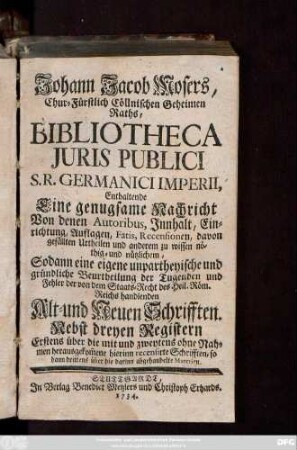 Johann Jacob Mosers,
Chur-Fürstlich Cöllnischen Geheimen
Raths,
BIBLIOTHECA
JURIS PUBLICI
S. R. GERMANICI IMPERII,
Enthaltende
Eine genugsame Nachricht
Von denen Autoribus, Innhalt, Ein-
richtung, Auflagen, Fatis, Recensionen, davon
gefällten Urtheilen und anderem zu wissen nö-
thig- und nützlichem,
Sodann eine eigene unpartheyische und
gründliche Beurtheilung der Tugenden und
Fehler der von dem Staats-Recht des Heil. Röm.
Reichs handlenden
Alt- und Neuen Schrifften.
Nebst dreyen Registern
Erstens über die mit und zweytens ohne Nah-
men herausgekommene hierinn recensirte Schrifften, so
dann drittens über die darinn abgehandelte Materien.
STUTTGARDT,
In Verlag Benedict Mezlers und Christoph Erhards.
1734.